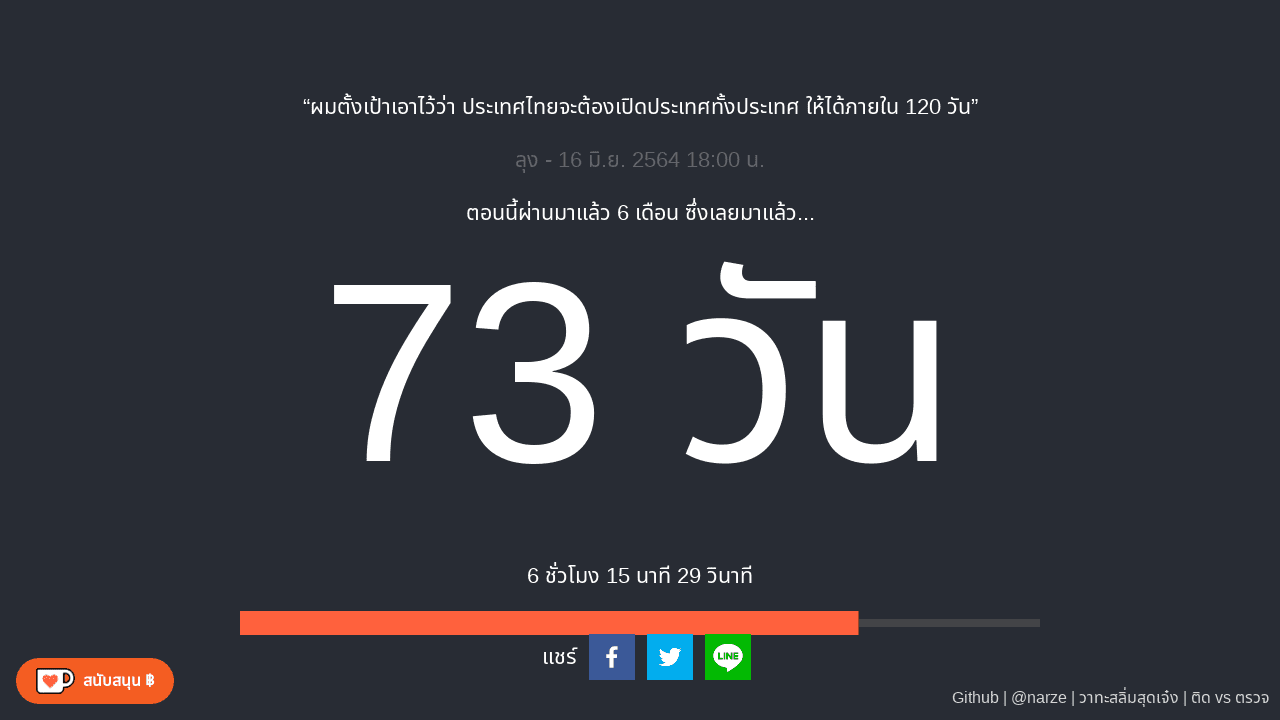 “ผมตั้งเป้าเอาไว้ว่า ประเทศไทยจะต้องเปิดประเทศทั้งประเทศ ให้ได้ภายใน 120 วัน”
ลุง - 16 มิ.ย. 2564 18:00 น.
ตอนนี้ผ่านมาแล้ว 6 เดือน ซึ่งเลยมาแล้ว...
73 วัน
6 ชั่วโมง 15 นาที 29 วินาที
แชร์
LINE
สนับสนุน ฿
Github | @narze | วาทะสลิ่มสุดเจ๋ง | ติด vs ตรวจ